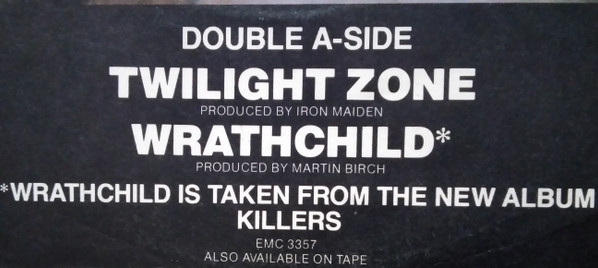 DOUBLE A-SIDE
TWILIGHT ZONE
PRODUCED BY IRON MAIDEN
WRATHCHILD*
PRODUCED BY MARTIN BIRCH
*WRATHCHILD IS TAKEN FROM THE NEW ALBUM
KILLERS
EMC 3357
ALSO AVAILABLE ON TAPE